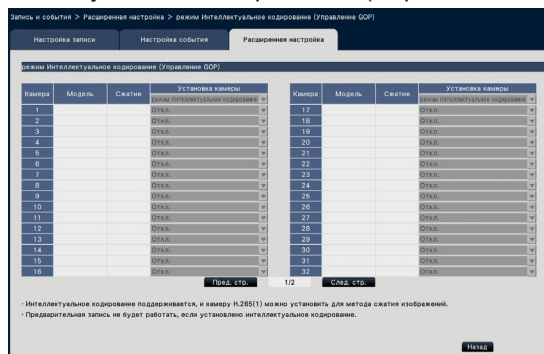 Запись и события > Расширенная настройка > режим Интеллектуальное кодирование (Управление GOP)
Настройка записи Настройка события Расширенная настройка
режим Интеллектуальное кодирование (Управление GOP)
Камера Модель Сжатие Установка камеры Камера Модель Сжатие Установка камеры
режим Интеллектуальное кодирование режим Интеллектуальное кодирование
1 Откл. 17 Откл.
2 Откл. 18 Откл.
3 Откл. 19 Откл.
4 Откл. 20 Откл.
5 Откл. 21 Откл.
6 Откл. 22 Откл.
7 Откл. 23 Откл.
8 Откл. 24 Откл.
9 Откл. 25 Откл.
10 Откл. 26 Откл.
11 Откл. 27 Откл.
12 Откл. 28 Откл.
13 Откл. 29 Откл.
14 Откл. 30 Откл.
15 Откл. 31 Откл.
16 Откл. 32 Откл.
Пред. стр. 1/2 След. стр.
· Интеллектуальное кодирование поддерживается, и камеру H.265(1) можно установить для метода сжатия изображений.
· Предварительная запись не будет работать, если установлено интеллектуальное кодирование.
Назад